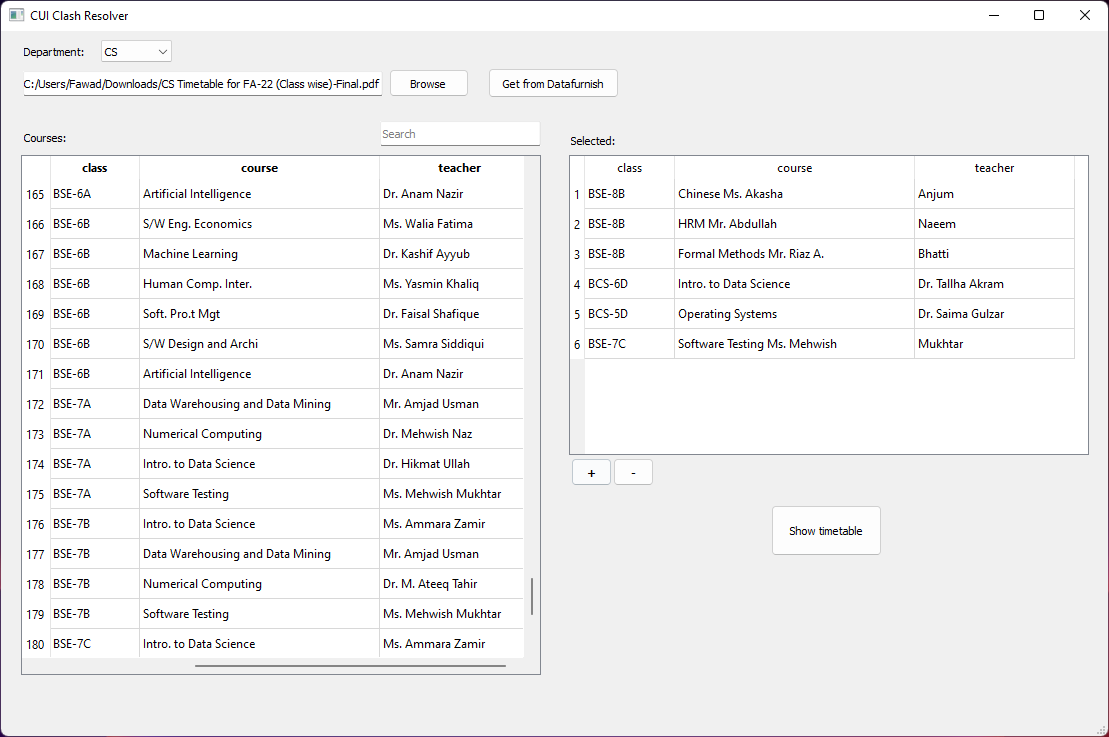 CUI Clash Resolver
Department: CS
C:/Users/Fawad/Downloads/CS Timetable for FA-22 (Class wise)-Final.pdf Browse Get from Datafurnish
Courses: Search
class course teacher
165 BSE-6A Artificial Intelligence Dr. Anam Nazir
166 BSE-6B S/W Eng. Economics Ms. Walia Fatima
167 BSE-6B Machine Learning Dr. Kashif Ayyub
168 BSE-6B Human Comp. Inter. Ms. Yasmin Khaliq
169 BSE-6B Soft. Pro.t Mgt Dr. Faisal Shafique
170 BSE-6B S/W Design and Archi Ms. Samra Siddiqui
171 BSE-6B Artificial Intelligence Dr. Anam Nazir
172 BSE-7A Data Warehousing and Data Mining Mr. Amjad Usman
173 BSE-7A Numerical Computing Dr. Mehwish Naz
174 BSE-7A Intro. to Data Science Dr. Hikmat Ullah
175 BSE-7A Software Testing Ms. Mehwish Mukhtar
176 BSE-7B Intro. to Data Science Ms. Ammara Zamir
177 BSE-7B Data Warehousing and Data Mining Mr. Amjad Usman
178 BSE-7B Numerical Computing Dr. M. Ateeq Tahir
179 BSE-7B Software Testing Ms. Mehwish Mukhtar
180 BSE-7C Intro. to Data Science Ms. Ammara Zamir
Selected:
class course teacher
1 BSE-8B Chinese Ms. Akasha Anjum
2 BSE-8B HRM Mr. Abdullah Naeem
3 BSE-8B Formal Methods Mr. Riaz A. Bhatti
4 BCS-6D Intro. to Data Science Dr. Tallha Akram
5 BCS-5D Operating Systems Dr. Saima Gulzar
6 BSE-7C Software Testing Ms. Mehwish Mukhtar
+ -
Show timetable